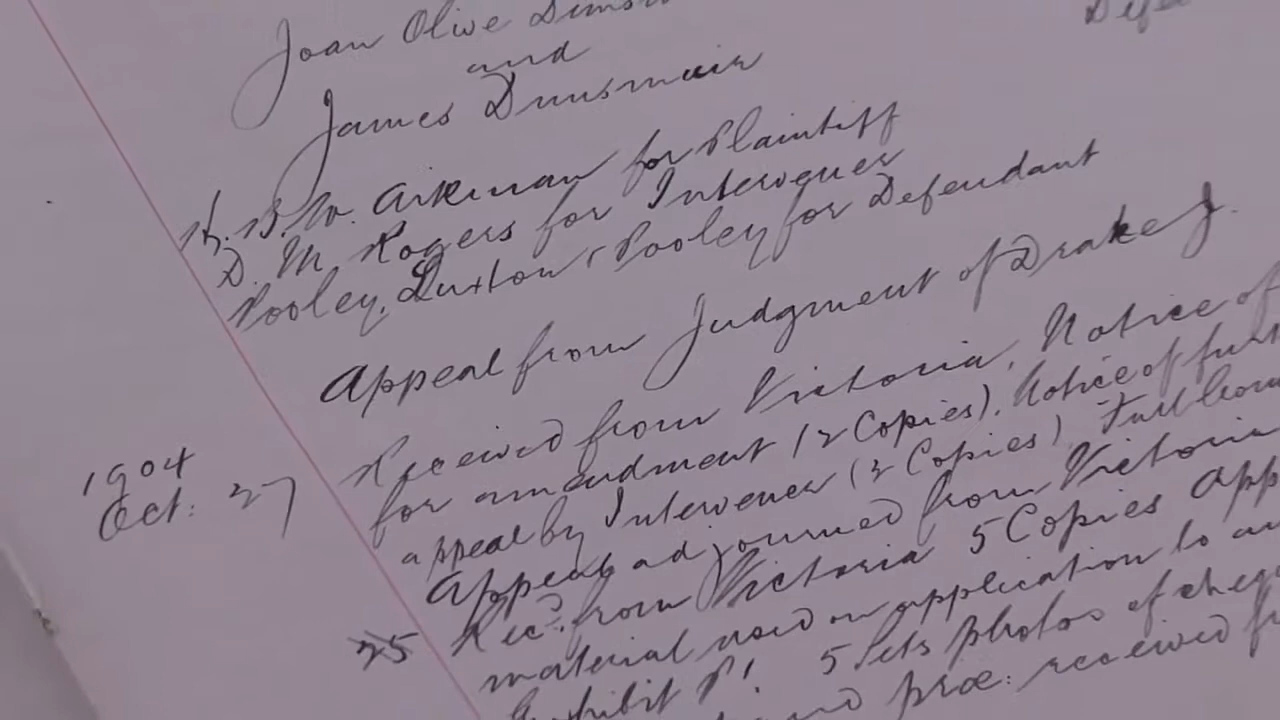 Joan Olive
and
James Dunsmuir
H. B. W. Aikman for Plaintiff
D. M Rogers for Intervener
Pooley, Luxton & Pooley for Defendant
Appeal from Judgment of Drake J.
Received from Victoria, Notice of
1904 Oct. 27 for amendment (2 Copies), Notice of
appeal by Intervener (2 Copies) Full
Appeal adjourned from Victoria
25 Rec'd. from Victoria 5 Copies
material used on application to
Exhibit P! 5 Sets photos of
and præ: received